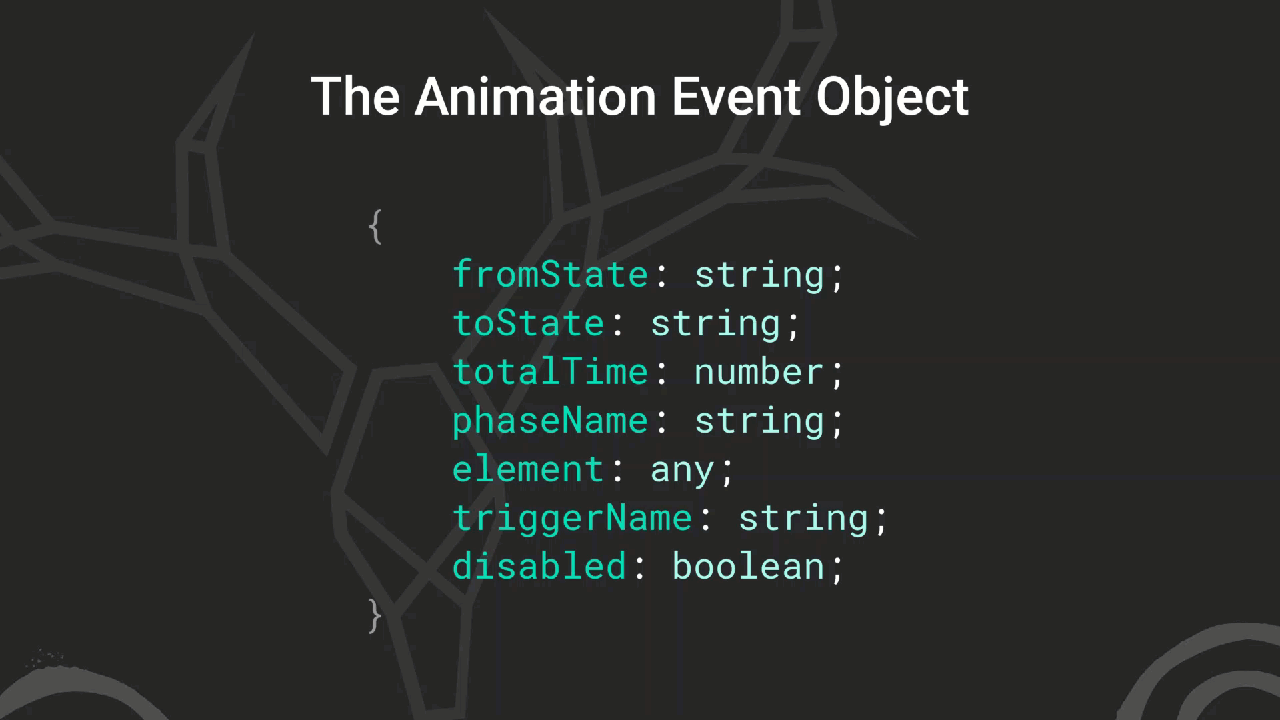 The Animation Event Object
{
fromState: string;
toState: string;
totalTime: number;
phaseName: string;
element: any;
triggerName: string;
disabled: boolean;
}